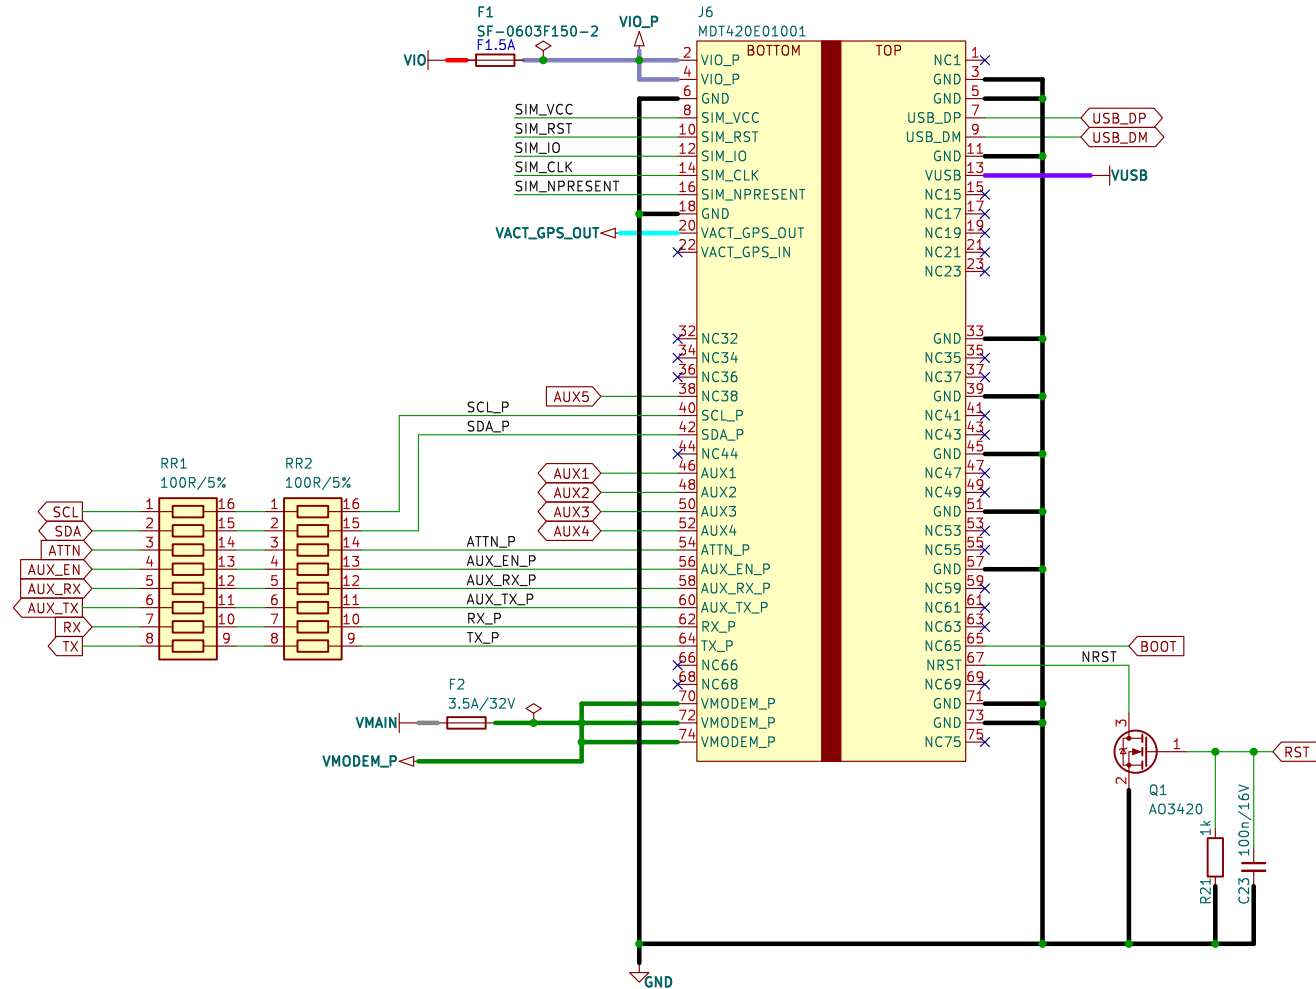 F1
SF-0603F150-2
F1.5A
VIO
VIO_P
J6
MDT420E01001
BOTTOM
TOP
2 VIO_P
4 VIO_P
6 GND
SIM_VCC 8 SIM_VCC
SIM_RST 10 SIM_RST
SIM_IO 12 SIM_IO
SIM_CLK 14 SIM_CLK
SIM_NPRESENT 16 SIM_NPRESENT
18 GND
VACT_GPS_OUT 20 VACT_GPS_OUT
22 VACT_GPS_IN
32 NC32
34 NC34
36 NC36
AUX5 38 NC38
SCL_P 40 SCL_P
SDA_P 42 SDA_P
44 NC44
AUX1 46 AUX1
AUX2 48 AUX2
AUX3 50 AUX3
AUX4 52 AUX4
ATTN_P 54 ATTN_P
AUX_EN_P 56 AUX_EN_P
AUX_RX_P 58 AUX_RX_P
AUX_TX_P 60 AUX_TX_P
RX_P 62 RX_P
TX_P 64 TX_P
66 NC66
68 NC68
70 VMODEM_P
72 VMODEM_P
74 VMODEM_P
NC1 1
GND 3
GND 5
USB_DP 7 USB_DP
USB_DM 9 USB_DM
GND 11
VUSB 13 VUSB
NC15 15
NC17 17
NC19 19
NC21 21
NC23 23
GND 33
NC35 35
NC37 37
GND 39
NC41 41
NC43 43
GND 45
NC47 47
NC49 49
GND 51
NC53 53
NC55 55
GND 57
NC59 59
NC61 61
NC63 63
NC65 65 BOOT
NRST 67 NRST
NC69 69
GND 71
GND 73
NC75 75
RR1
100R/5%
RR2
100R/5%
SCL 1 16 1 16
SDA 2 15 2 15
ATTN 3 14 3 14
AUX_EN 4 13 4 13
AUX_RX 5 12 5 12
AUX_TX 6 11 6 11
RX 7 10 7 10
TX 8 9 8 9
F2
3.5A/32V
VMAIN
VMODEM_P
3
1
2
RST
Q1
AO3420
R21
1k
C23
100n/16V
GND